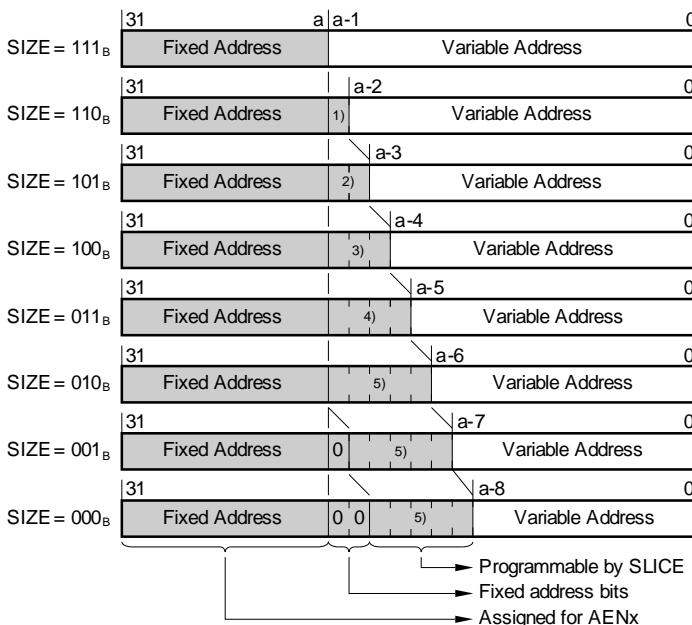 31 a a-1 0
SIZE = 111B Fixed Address Variable Address
31 a-2 0
SIZE = 110B Fixed Address 1) Variable Address
31 a-3 0
SIZE = 101B Fixed Address 2) Variable Address
31 a-4 0
SIZE = 100B Fixed Address 3) Variable Address
31 a-5 0
SIZE = 011B Fixed Address 4) Variable Address
31 a-6 0
SIZE = 010B Fixed Address 5) Variable Address
31 a-7 0
SIZE = 001B Fixed Address 0 5) Variable Address
31 a-8 0
SIZE = 000B Fixed Address 0 0 5) Variable Address
Programmable by SLICE
Fixed address bits
Assigned for AENx